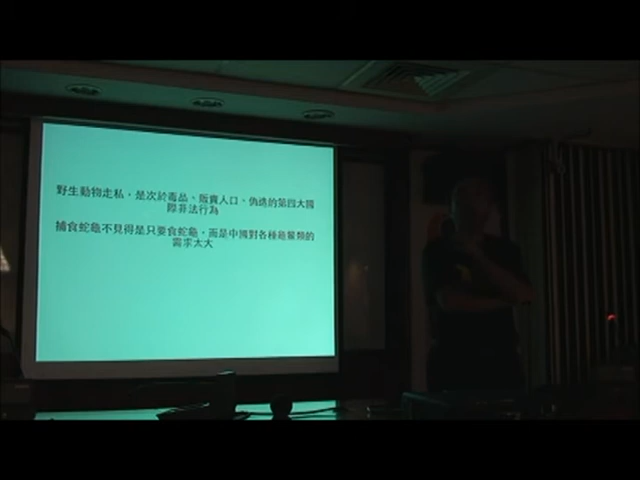 野生動物走私，是次於毒品、販賣人口、偽造的第四大國
際非法行為
捕食蛇龜不見得是只要食蛇龜，而是中國對各種龜鱉類的
需求太大